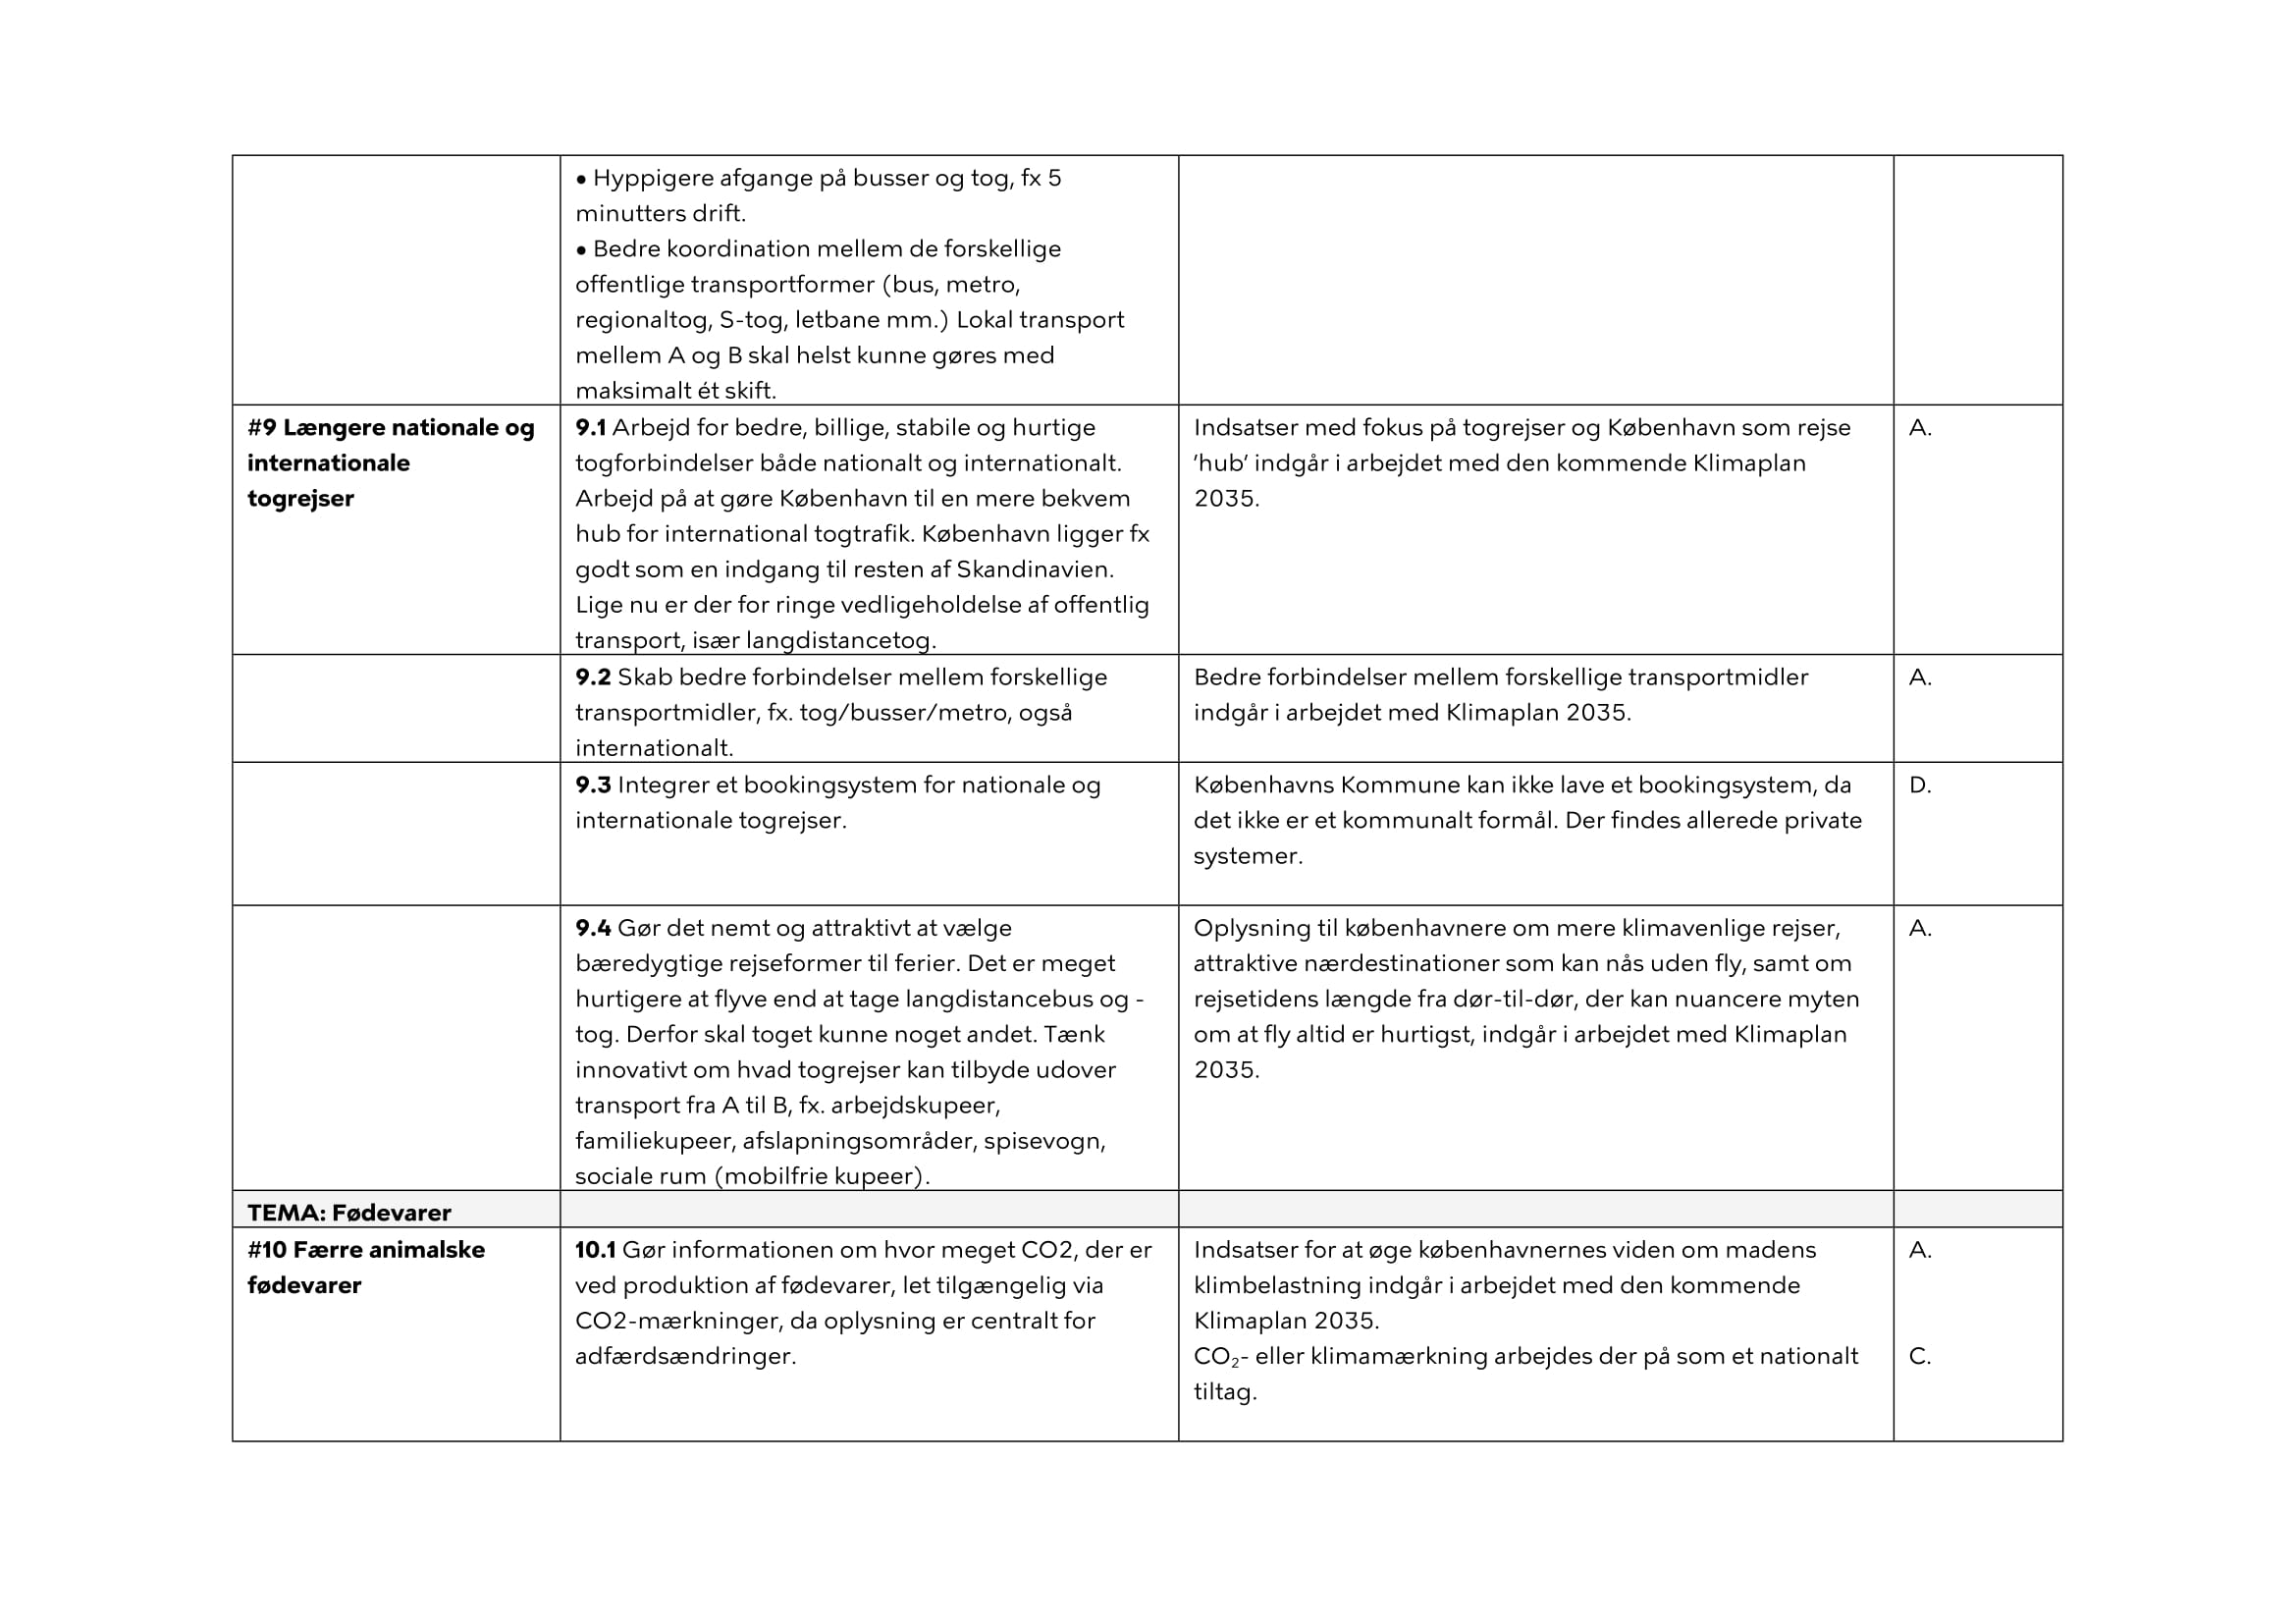 • Hyppigere afgange på busser og tog, fx 5
minutters drift.
• Bedre koordination mellem de forskellige
offentlige transportformer (bus, metro,
regionaltog, S-tog, letbane mm.) Lokal transport
mellem A og B skal helst kunne gøres med
maksimalt ét skift.
#9 Længere nationale og
internationale
togrejser
9.1 Arbejd for bedre, billige, stabile og hurtige
togforbindelser både nationalt og internationalt.
Arbejd på at gøre København til en mere bekvem
hub for international togtrafik. København ligger fx
godt som en indgang til resten af Skandinavien.
Lige nu er der for ringe vedligeholdelse af offentlig
transport, især langdistancetog.
Indsatser med fokus på togrejser og København som rejse
’hub’ indgår i arbejdet med den kommende Klimaplan
2035.
A.
9.2 Skab bedre forbindelser mellem forskellige
transportmidler, fx. tog/busser/metro, også
internationalt.
Bedre forbindelser mellem forskellige transportmidler
indgår i arbejdet med Klimaplan 2035.
A.
9.3 Integrer et bookingsystem for nationale og
internationale togrejser.
Københavns Kommune kan ikke lave et bookingsystem, da
det ikke er et kommunalt formål. Der findes allerede private
systemer.
D.
9.4 Gør det nemt og attraktivt at vælge
bæredygtige rejseformer til ferier. Det er meget
hurtigere at flyve end at tage langdistancebus og -
tog. Derfor skal toget kunne noget andet. Tænk
innovativt om hvad togrejser kan tilbyde udover
transport fra A til B, fx. arbejdskupeer,
familiekupeer, afslapningsområder, spisevogn,
sociale rum (mobilfrie kupeer).
Oplysning til københavnere om mere klimavenlige rejser,
attraktive nærdestinationer som kan nås uden fly, samt om
rejsetidens længde fra dør-til-dør, der kan nuancere myten
om at fly altid er hurtigst, indgår i arbejdet med Klimaplan
2035.
A.
TEMA: Fødevarer
#10 Færre animalske
fødevarer
10.1 Gør informationen om hvor meget CO2, der er
ved produktion af fødevarer, let tilgængelig via
CO2-mærkninger, da oplysning er centralt for
adfærdsændringer.
Indsatser for at øge københavnernes viden om madens
klimbelastning indgår i arbejdet med den kommende
Klimaplan 2035.
CO₂- eller klimamærkning arbejdes der på som et nationalt
tiltag.
A.
C.